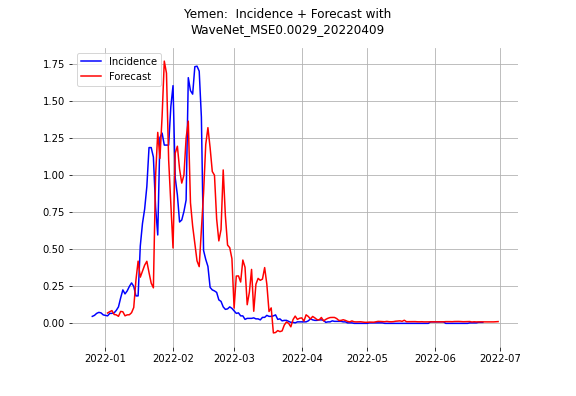 Yemen:  Incidence + Forecast with
WaveNet_MSE0.0029_20220409
Incidence
Forecast
1.75
1.50
1.25
1.00
0.75
0.50
0.25
0.00
2022-01 2022-02 2022-03 2022-04 2022-05 2022-06 2022-07